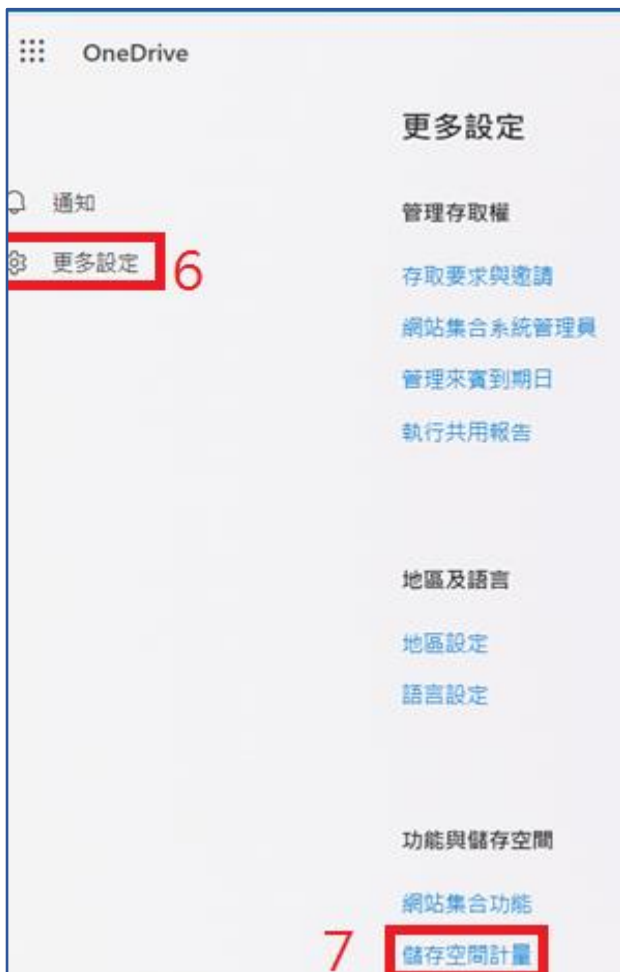 OneDrive
更多設定
通知
管理存取權
更多設定 6
存取要求與邀請
網站集合系統管理員
管理來賓到期日
執行共用報告
地區及語言
地區設定
語言設定
功能與儲存空間
網站集合功能
7 儲存空間計量